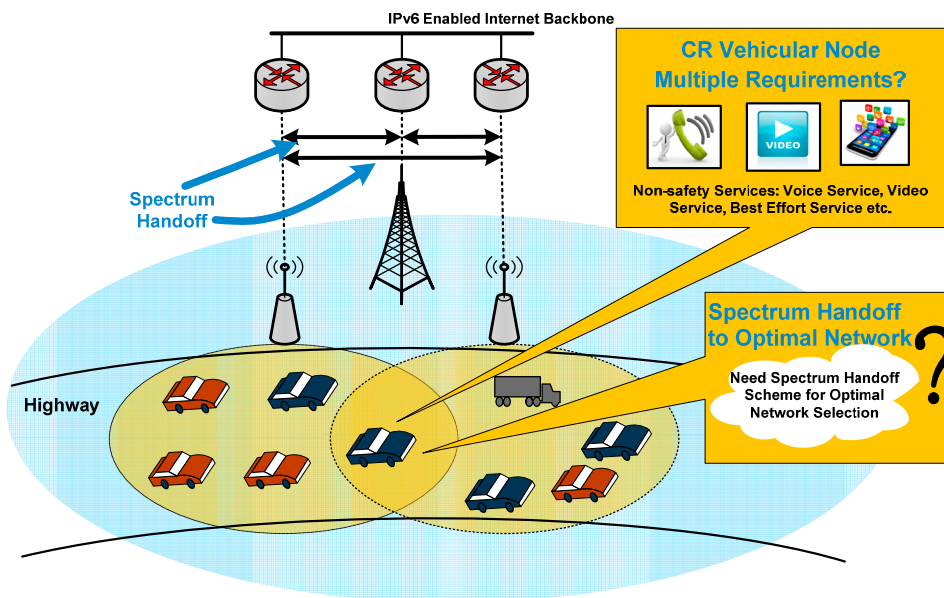 IPv6 Enabled Internet Backbone
CR Vehicular Node
Multiple Requirements?
VIDEO
Non-safety Services: Voice Service, Video
Service, Best Effort Service etc.
Spectrum
Handoff
Spectrum Handoff
to Optimal Network
?
Need Spectrum Handoff
Scheme for Optimal
Network Selection
Highway